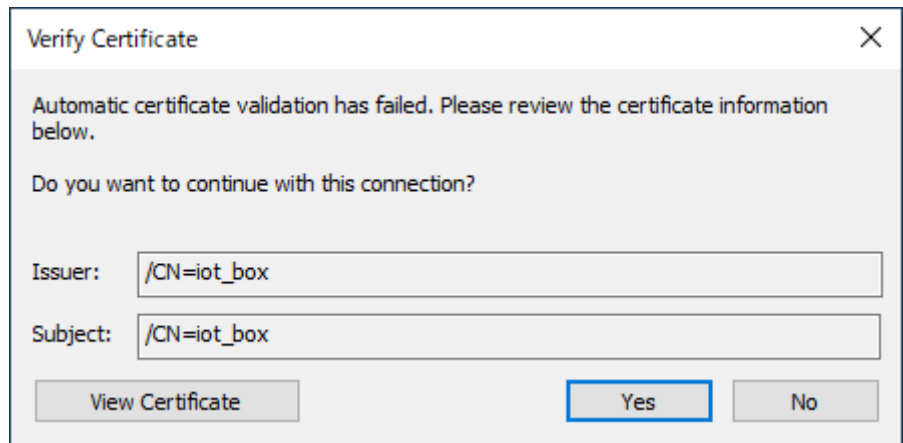 Verify Certificate
Automatic certificate validation has failed. Please review the certificate information
below.
Do you want to continue with this connection?
Issuer: /CN=iot_box
Subject: /CN=iot_box
View Certificate Yes No